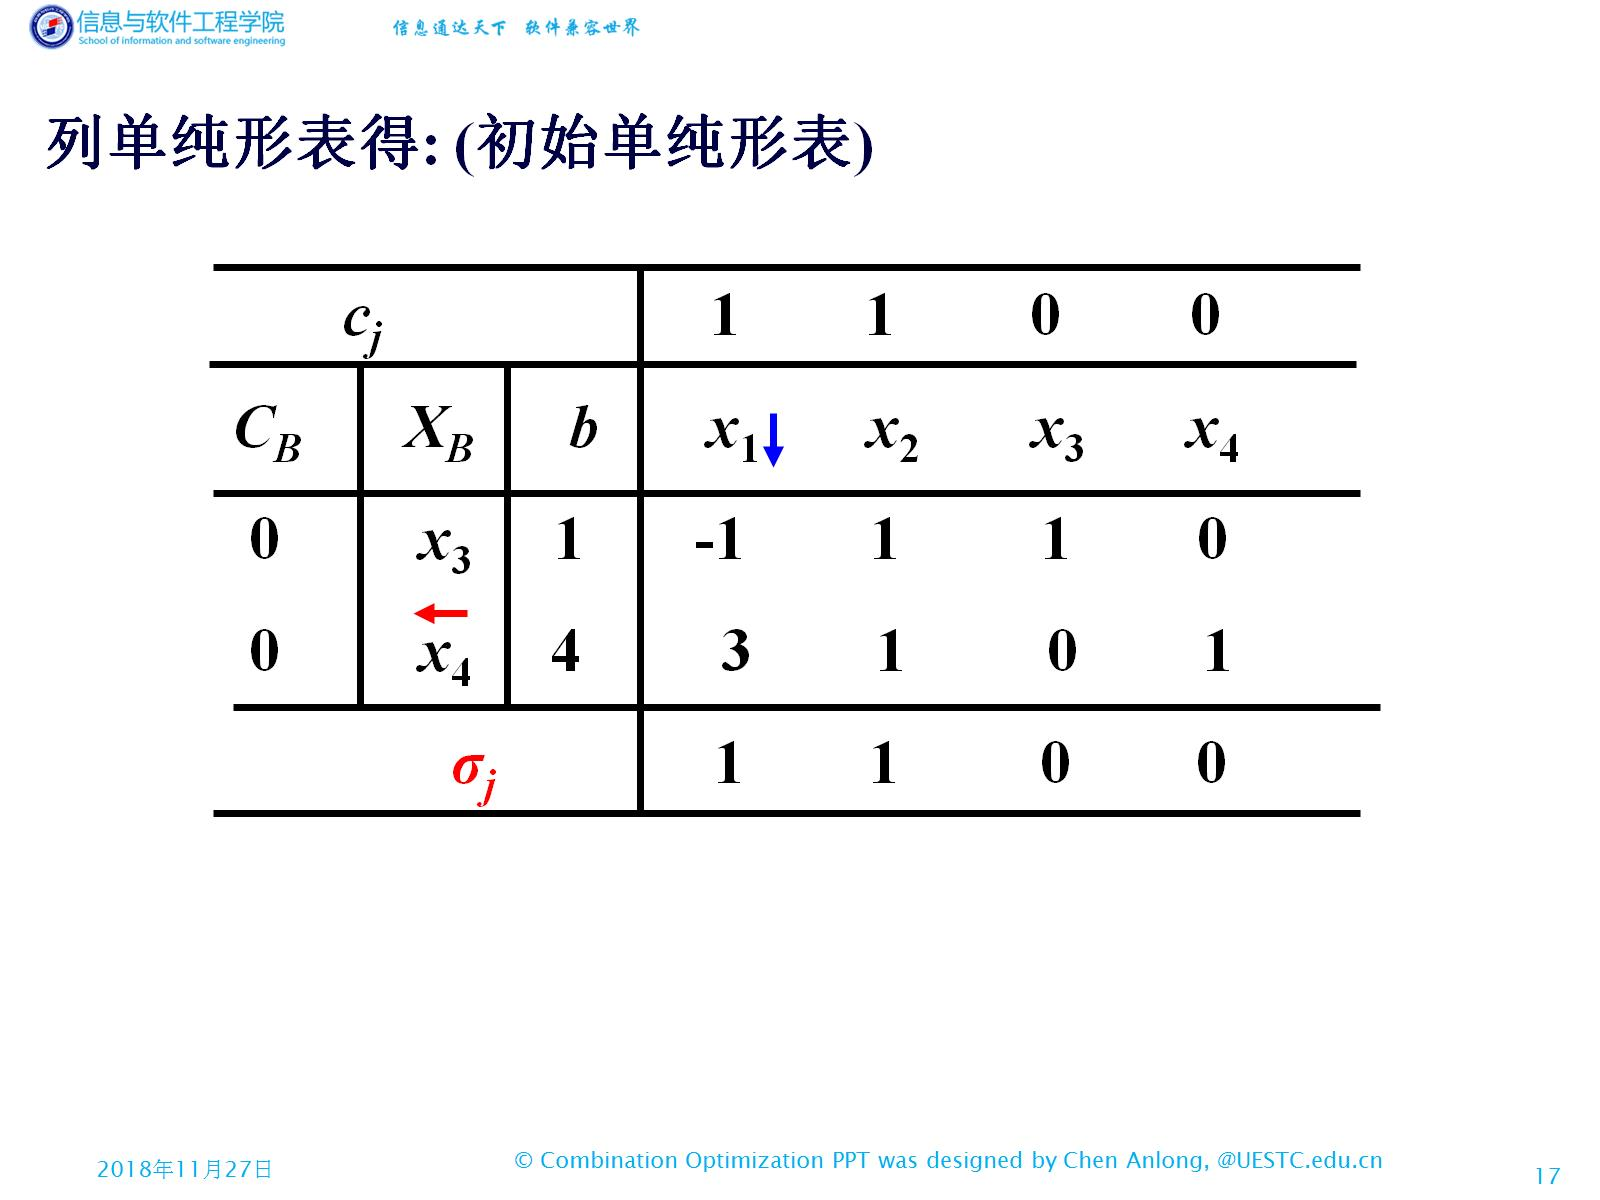 信息与软件工程学院
School of information and software engineering
信息通达天下 软件兼容世界
列单纯形表得: (初始单纯形表)
cj 1 1 0 0
CB XB b x1 x2 x3 x4
0 x3 1 -1 1 1 0
0 x4 4 3 1 0 1
σj 1 1 0 0
2018年11月27日
© Combination Optimization PPT was designed by Chen Anlong, @UESTC.edu.cn
17